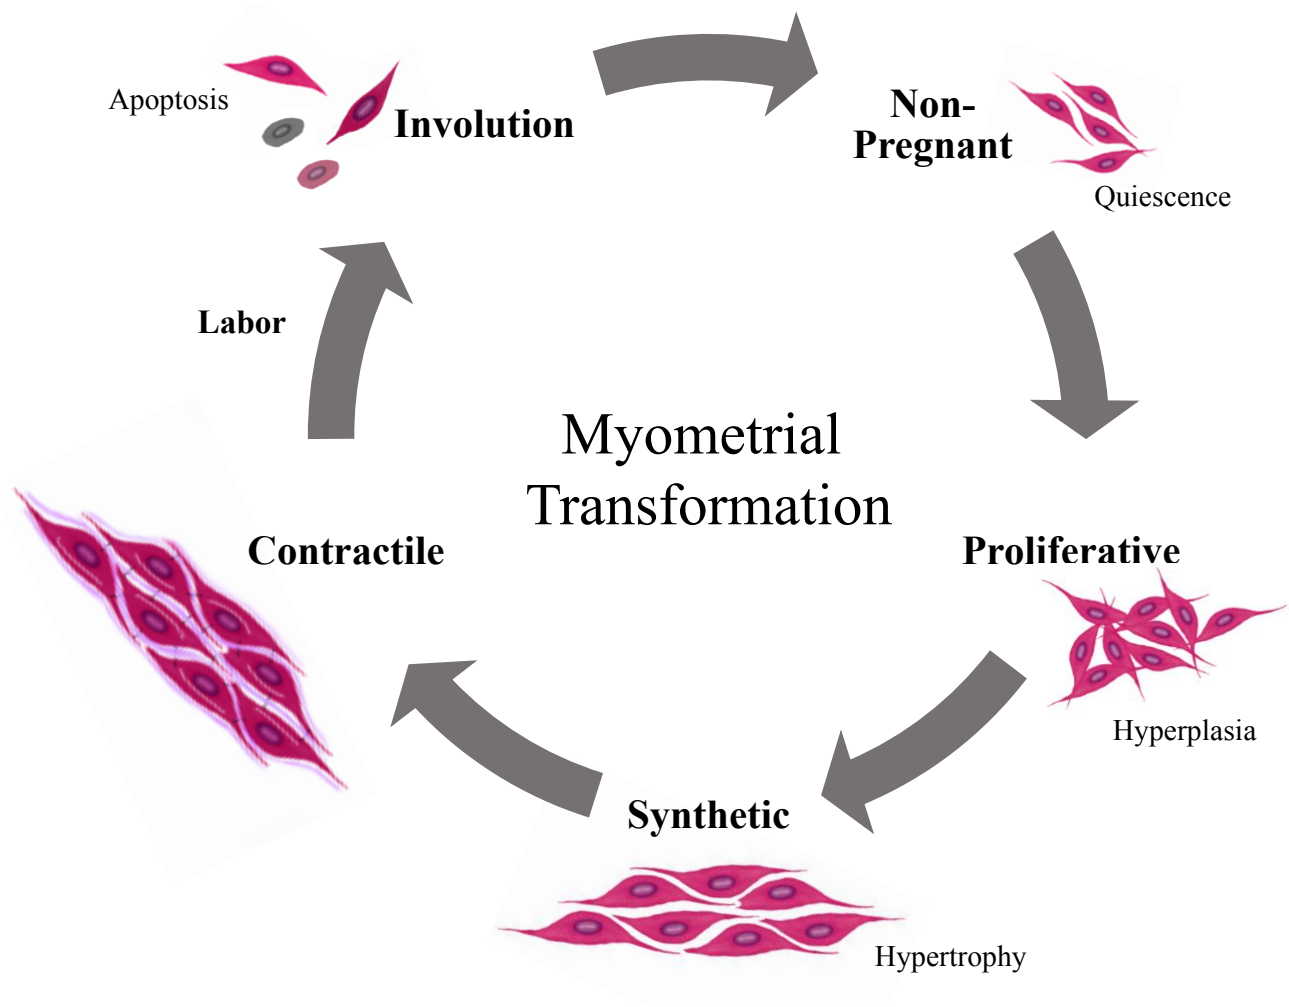 Apoptosis
Involution
Non-
Pregnant
Quiescence
Labor
Myometrial
Transformation
Contractile
Proliferative
Hyperplasia
Synthetic
Hypertrophy